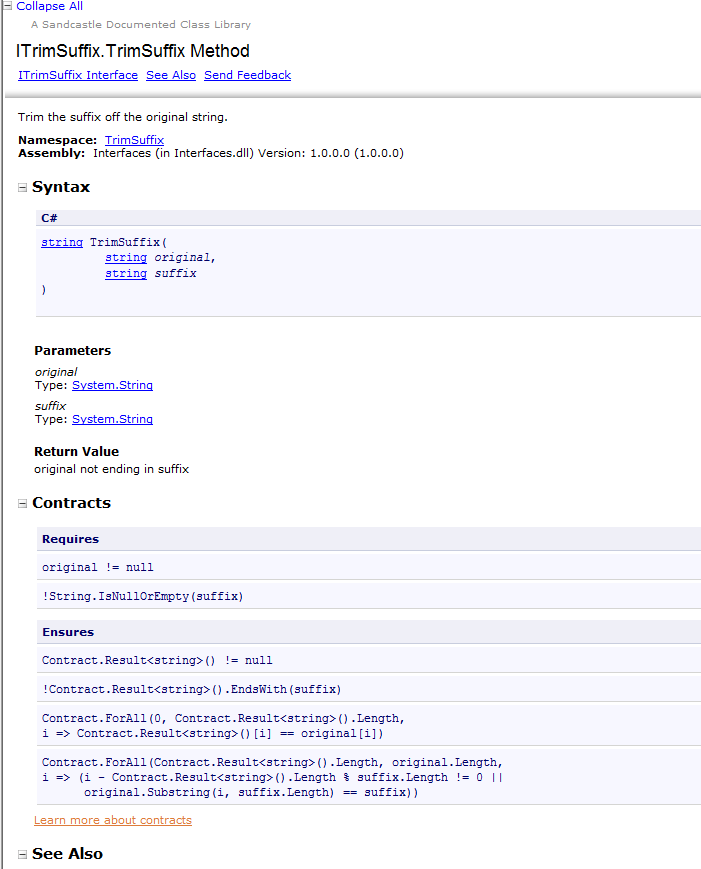 Collapse All
A Sandcastle Documented Class Library
ITrimSuffix.TrimSuffix Method
ITrimSuffix Interface See Also Send Feedback
Trim the suffix off the original string.
Namespace: TrimSuffix
Assembly: Interfaces (in Interfaces.dll) Version: 1.0.0.0 (1.0.0.0)
Syntax
C#
string TrimSuffix(
string original,
string suffix
)
Parameters
original
Type: System.String
suffix
Type: System.String
Return Value
original not ending in suffix
Contracts
Requires
original != null
!String.IsNullOrEmpty(suffix)
Ensures
Contract.Result<string>() != null
!Contract.Result<string>().EndsWith(suffix)
Contract.ForAll(0, Contract.Result<string>().Length,
i => Contract.Result<string>()[i] == original[i])
Contract.ForAll(Contract.Result<string>().Length, original.Length,
i => (i - Contract.Result<string>().Length % suffix.Length != 0 ||
original.Substring(i, suffix.Length) == suffix))
Learn more about contracts
See Also